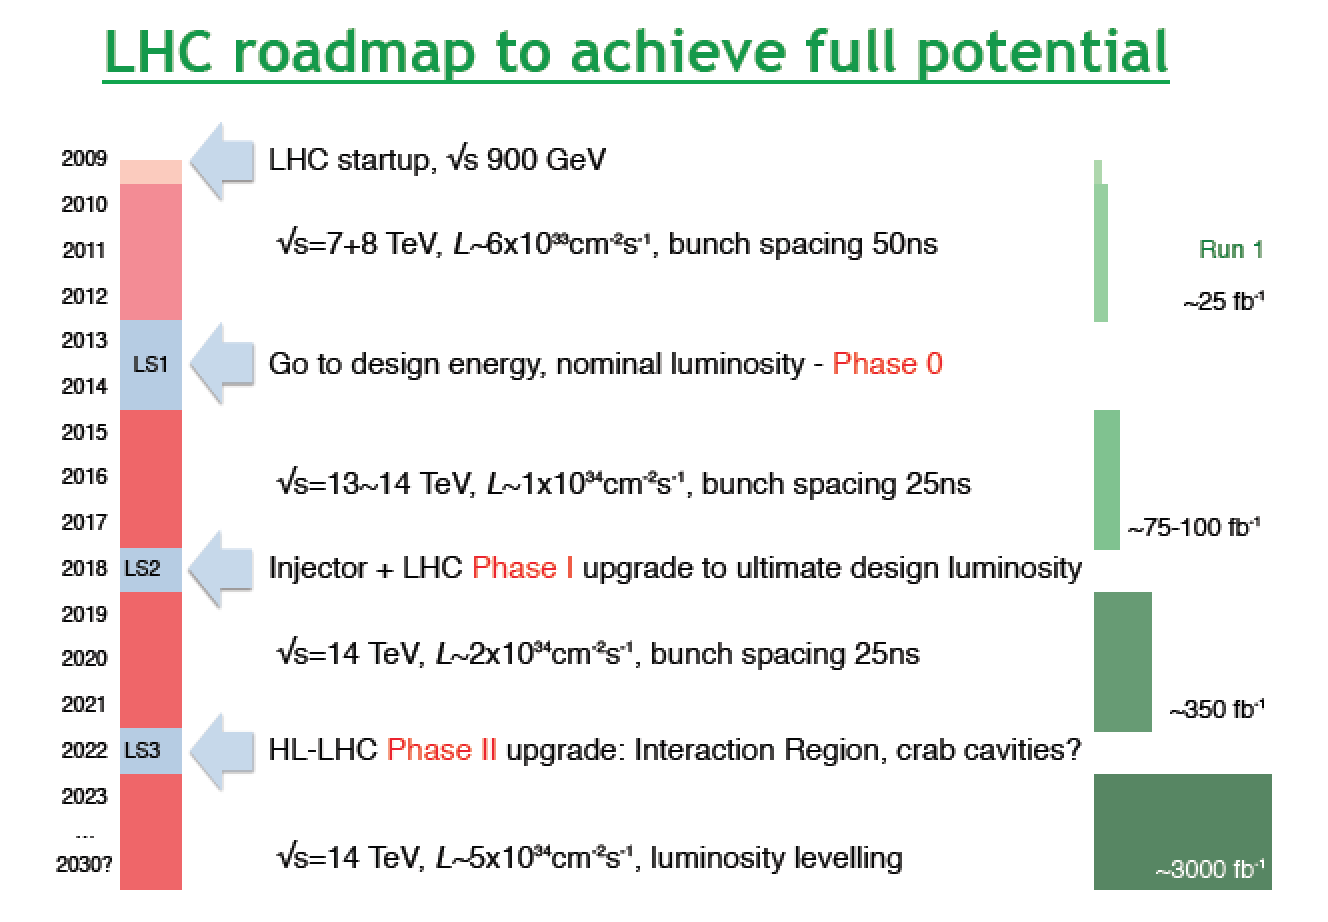 LHC roadmap to achieve full potential
2009 LHC startup, √s 900 GeV
2010
√s=7+8 TeV, L~6x10³³cm⁻²s⁻¹, bunch spacing 50ns
2011 Run 1
2012 ~25 fb⁻¹
2013
LS1 Go to design energy, nominal luminosity - Phase 0
2014
2015
2016 √s=13~14 TeV, L~1x10³⁴cm⁻²s⁻¹, bunch spacing 25ns
2017 ~75-100 fb⁻¹
2018 LS2 Injector + LHC Phase I upgrade to ultimate design luminosity
2019
2020 √s=14 TeV, L~2x10³⁴cm⁻²s⁻¹, bunch spacing 25ns
2021 ~350 fb⁻¹
2022 LS3 HL-LHC Phase II upgrade: Interaction Region, crab cavities?
2023
...
2030? √s=14 TeV, L~5x10³⁴cm⁻²s⁻¹, luminosity levelling ~3000 fb⁻¹